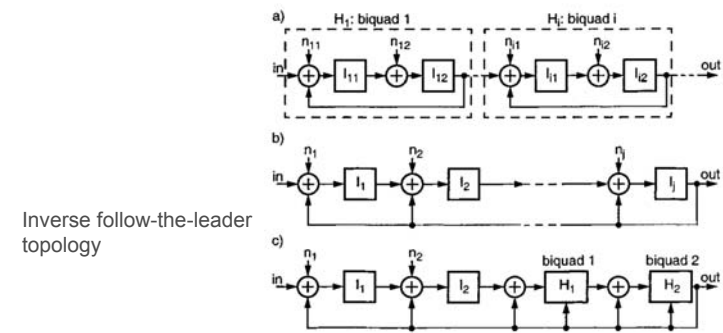 a)
H₁: biquad 1
Hᵢ: biquad i
n₁₁
n₁₂
nᵢ₁
nᵢ₂
in
I₁₁
I₁₂
Iᵢ₁
Iᵢ₂
out
b)
n₁
n₂
nⱼ
in
I₁
I₂
Iⱼ
out
Inverse follow-the-leader
topology
c)
n₁
n₂
biquad 1
biquad 2
in
I₁
I₂
H₁
H₂
out